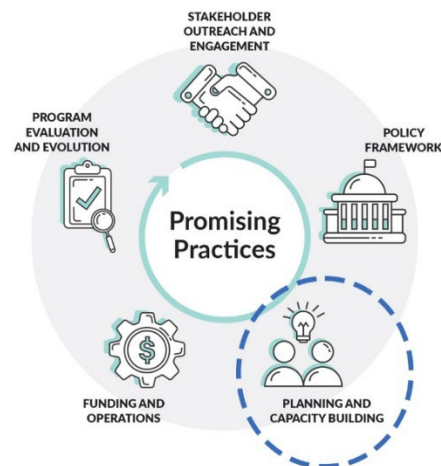 STAKEHOLDER
OUTREACH AND
ENGAGEMENT
POLICY
FRAMEWORK
PLANNING AND
CAPACITY BUILDING
FUNDING AND
OPERATIONS
PROGRAM
EVALUATION
AND EVOLUTION
Promising
Practices
$